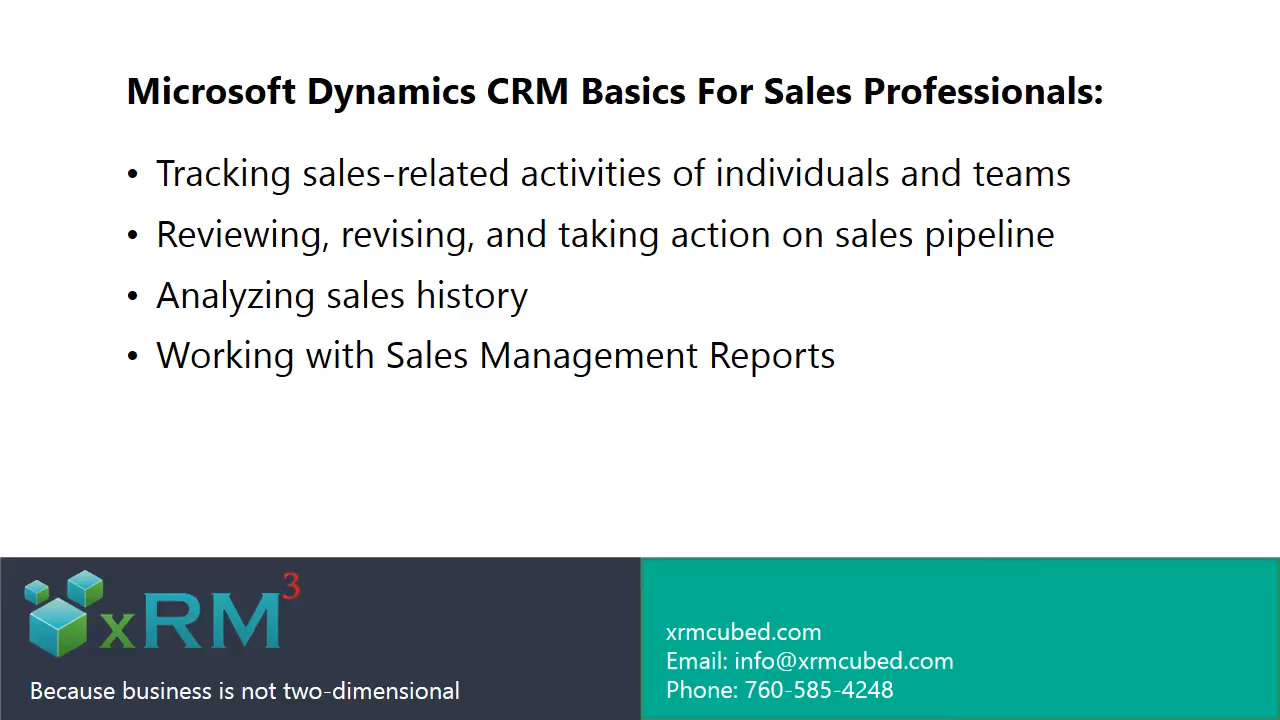 Microsoft Dynamics CRM Basics For Sales Professionals:
• Tracking sales-related activities of individuals and teams
• Reviewing, revising, and taking action on sales pipeline
• Analyzing sales history
• Working with Sales Management Reports
xRM³
Because business is not two-dimensional
xrmcubed.com
Email: info@xrmcubed.com
Phone: 760-585-4248